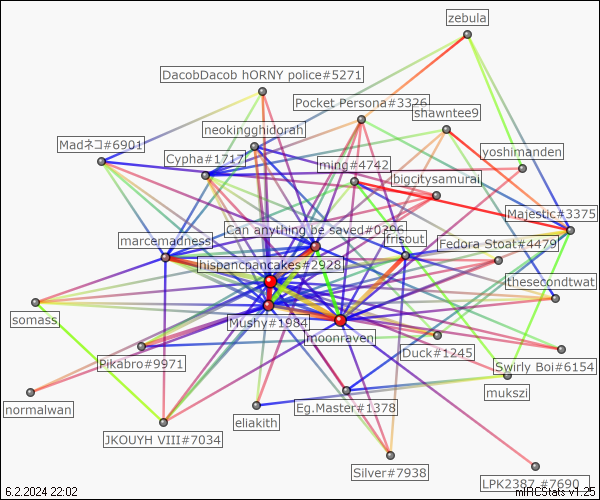 zebula
DacobDacob hORNY police#5271
Pocket Persona#3326
shawntee9
neokingghidorah
Madネコ#6901
Cypha#1717
ming#4742
yoshimanden
bigcitysamurai
Majestic#3375
Can anything be saved#0396
marcemadness
frisout
Fedora Stoat#4479
hispancpancakes#2928
thesecondtwat
somass
Mushy#1984
moonraven
Duck#1245
Pikabro#9971
Swirly Boi#6154
mukszi
normalwan
Eg.Master#1378
eliakith
JKOUYH VIII#7034
Silver#7938
LPK2387 #7690
6.2.2024 22:02
mIRCStats v1.25